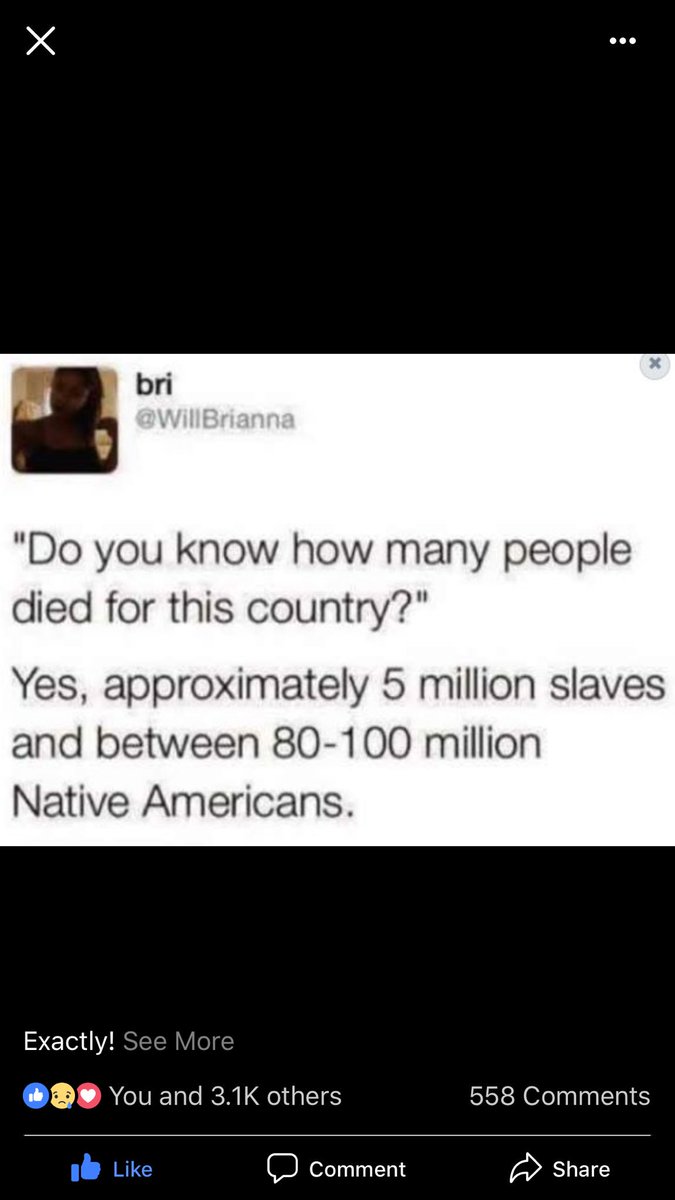 bri
@WillBrianna
"Do you know how many people
died for this country?"
Yes, approximately 5 million slaves
and between 80-100 million
Native Americans.
Exactly! See More
You and 3.1K others 558 Comments
Like Comment Share